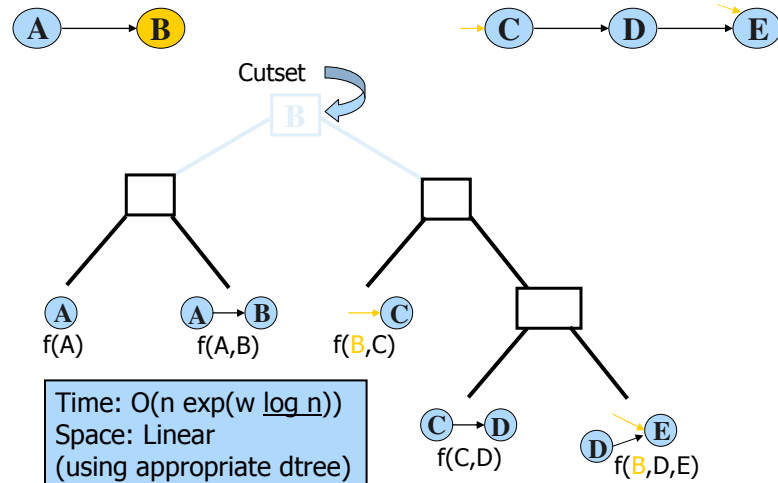 A B C D E
Cutset
B
A A B C
f(A) f(A,B) f(B,C)
C D D E
f(C,D) f(B,D,E)
Time: O(n exp(w log n))
Space: Linear
(using appropriate dtree)